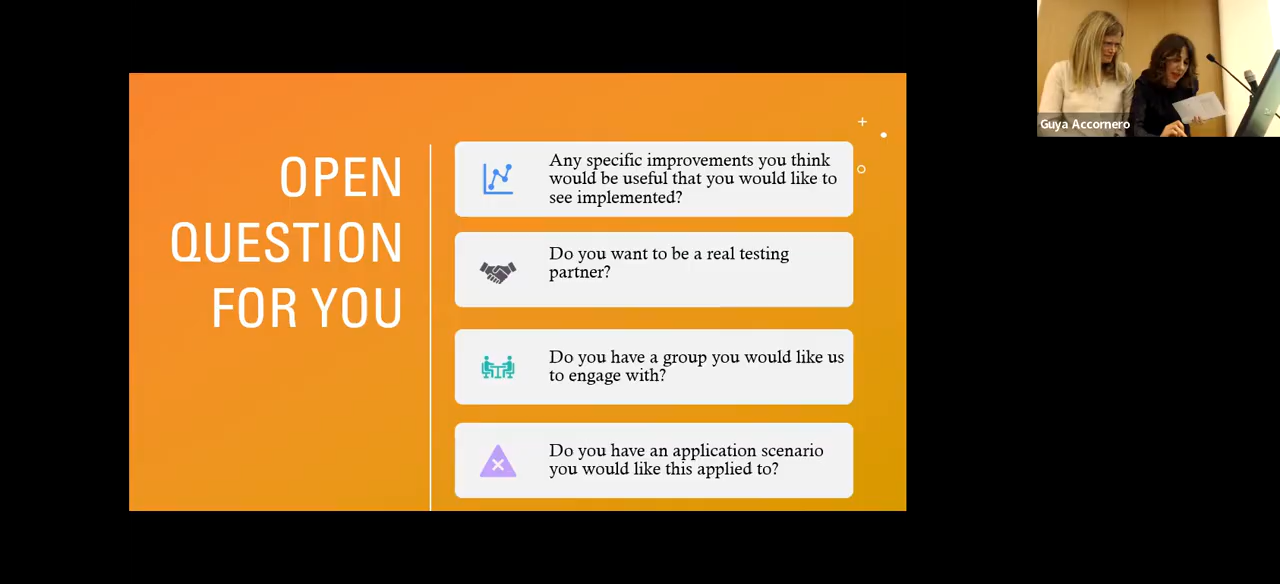 OPEN
QUESTION
FOR YOU
Any specific improvements you think
would be useful that you would like to
see implemented?
Do you want to be a real testing
partner?
Do you have a group you would like us
to engage with?
Do you have an application scenario
you would like this applied to?
Guya Accornero